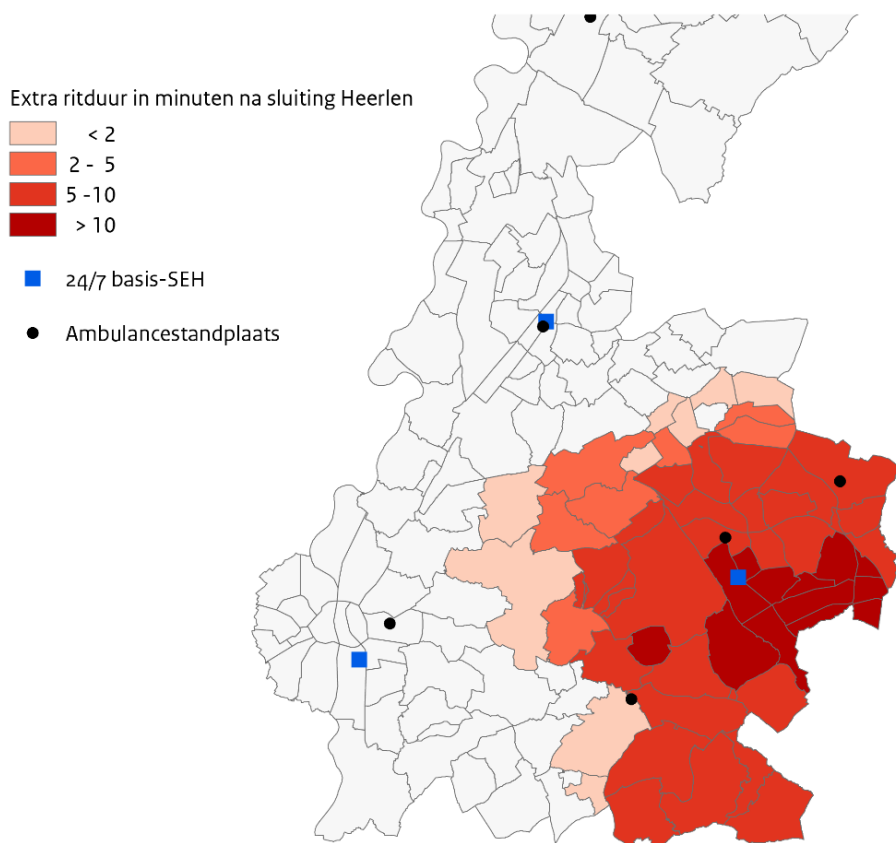 Extra ritduur in minuten na sluiting Heerlen
< 2
2 - 5
5 -10
> 10
24/7 basis-SEH
Ambulancestandplaats